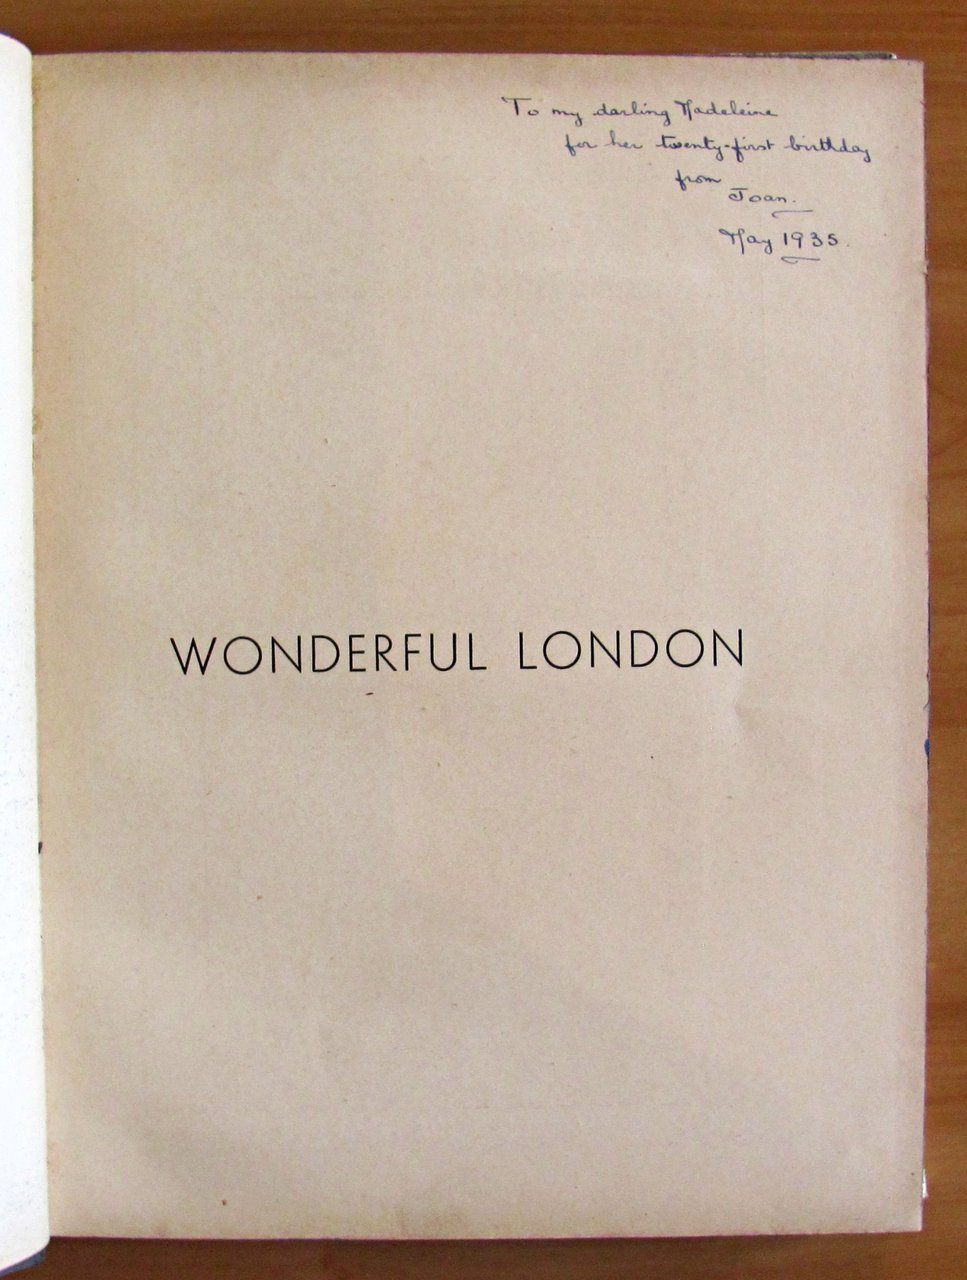 To my darling Madeleine
for her twenty-first birthday
from
Joan.
May 1935.
WONDERFUL LONDON